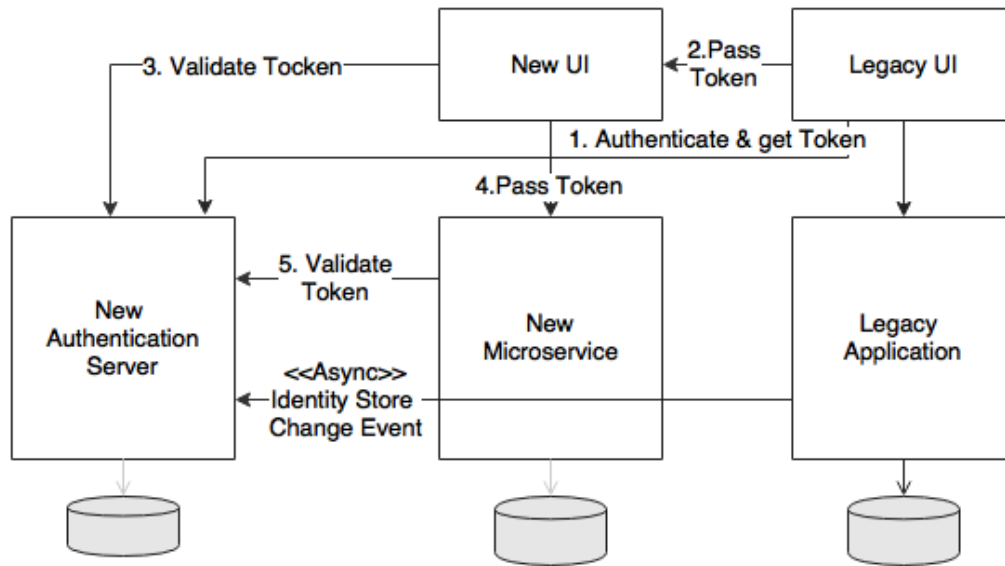 3. Validate Tocken
New UI
2.Pass
Token
Legacy UI
1. Authenticate & get Token
4.Pass Token
New
Authentication
Server
5. Validate
Token
New
Microservice
Legacy
Application
<<Async>>
Identity Store
Change Event